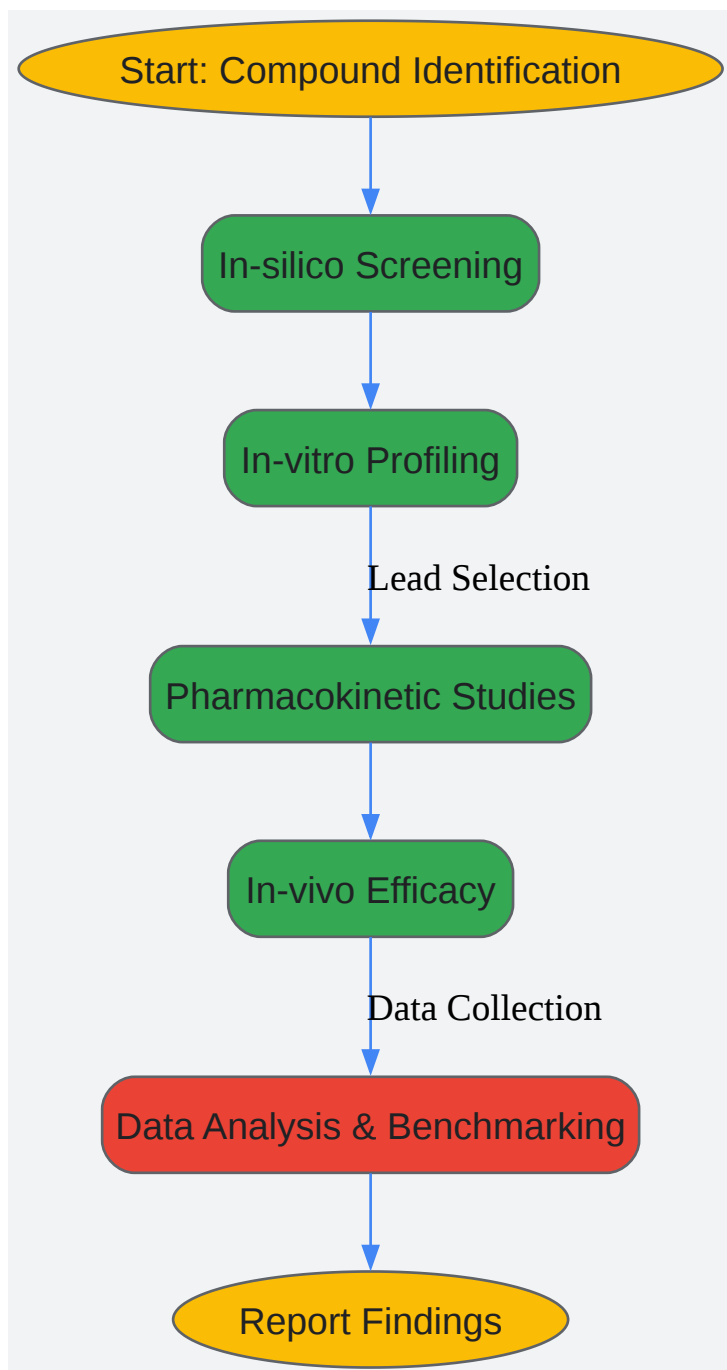 Start: Compound Identification
In-silico Screening
In-vitro Profiling
Lead Selection
Pharmacokinetic Studies
In-vivo Efficacy
Data Collection
Data Analysis & Benchmarking
Report Findings